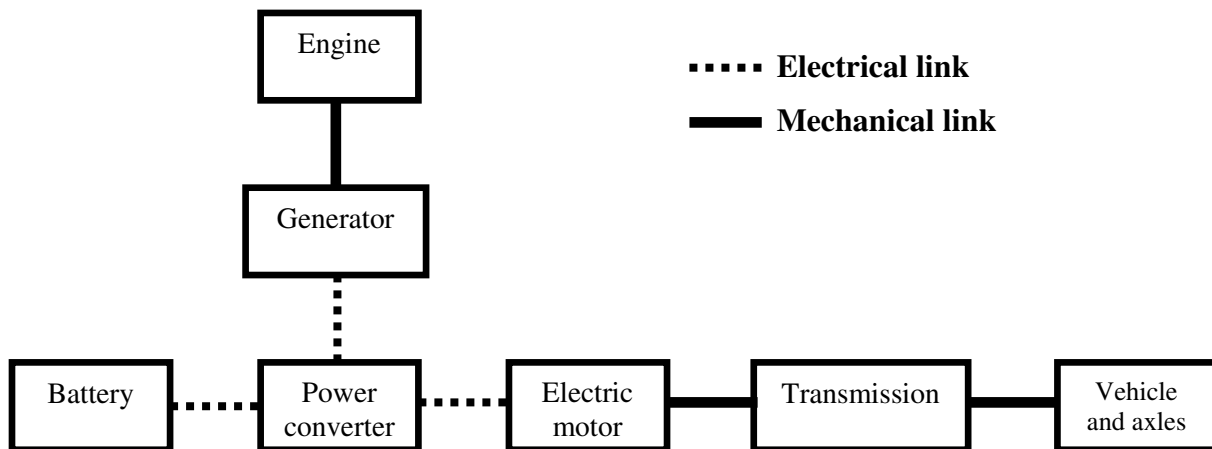 Engine
Electrical link
Mechanical link
Generator
Battery
Power
converter
Electric
motor
Transmission
Vehicle
and axles